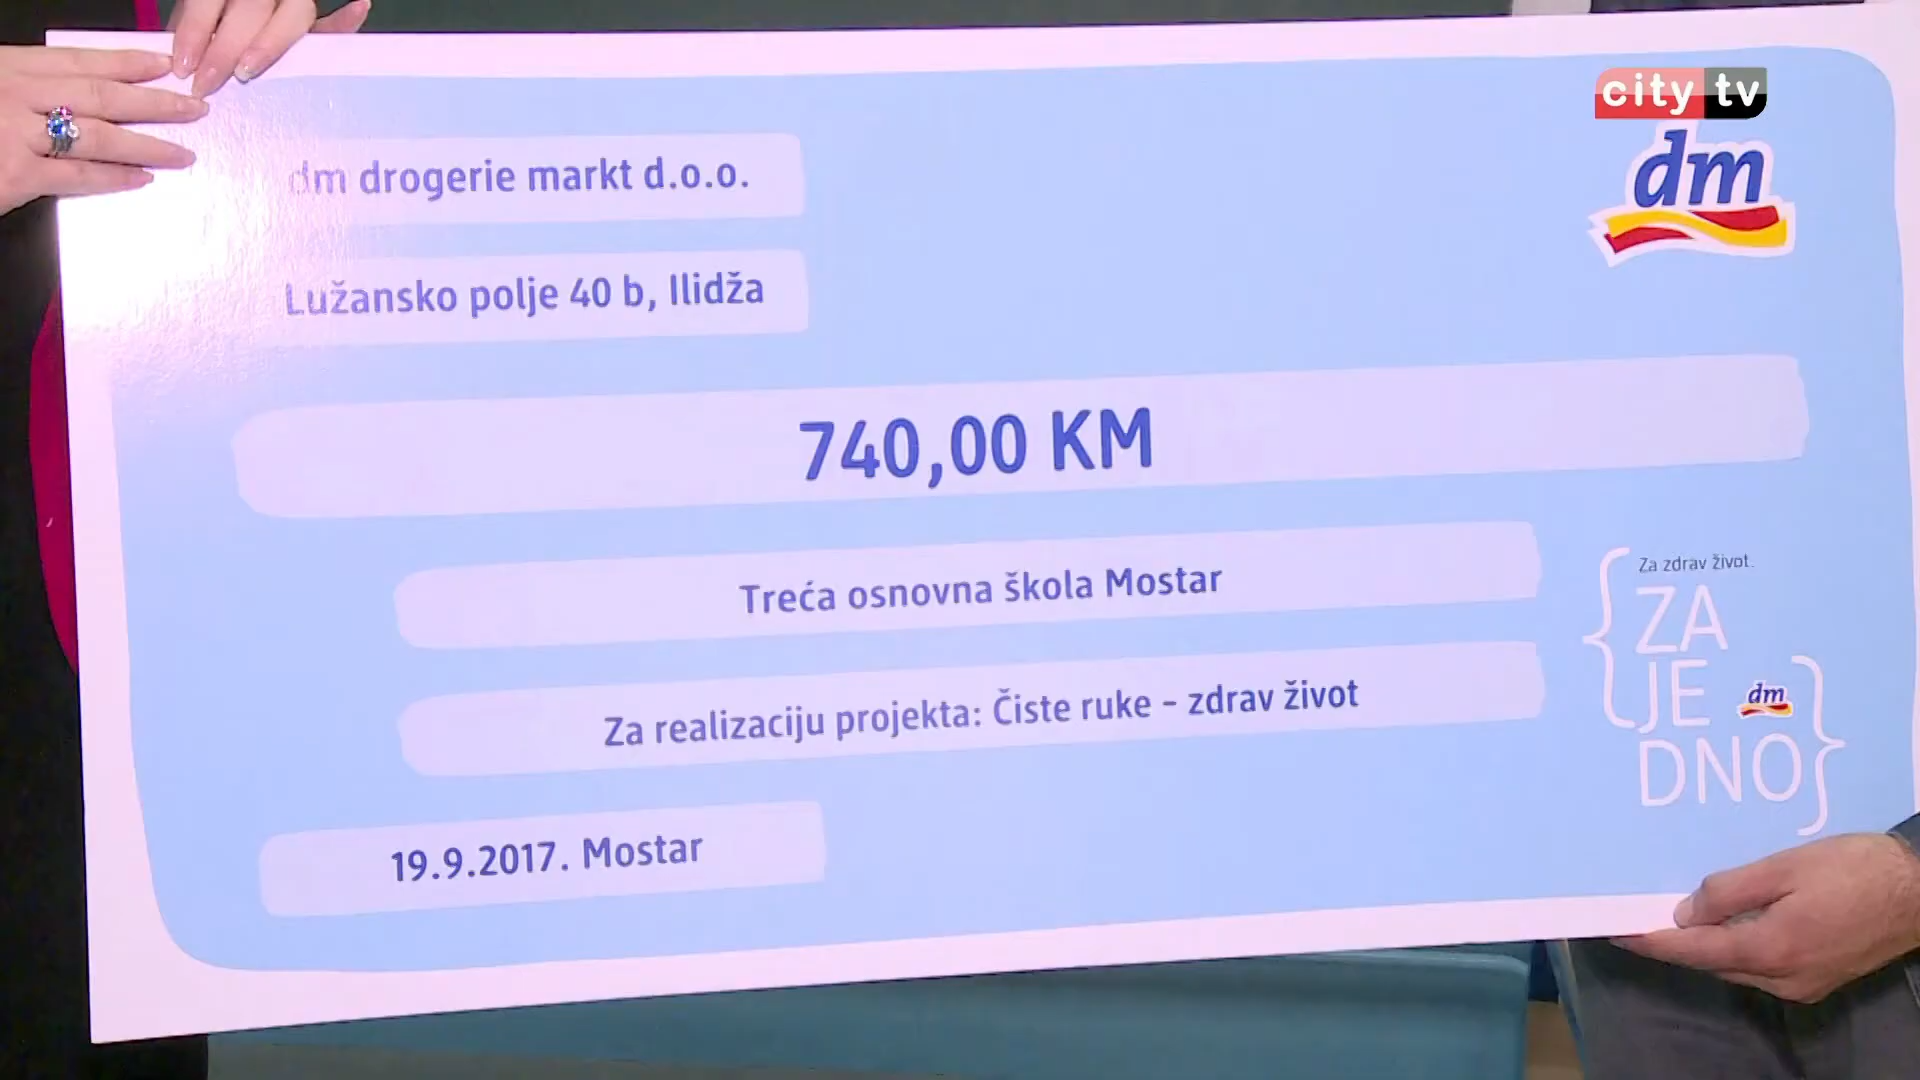 city tv
dm
dm drogerie markt d.o.o.
Lužansko polje 40 b, Ilidža
740,00 KM
Treća osnovna škola Mostar
Za realizaciju projekta: Čiste ruke - zdrav život
19.9.2017. Mostar
Za zdrav život.
ZA
JE
dm
DNO